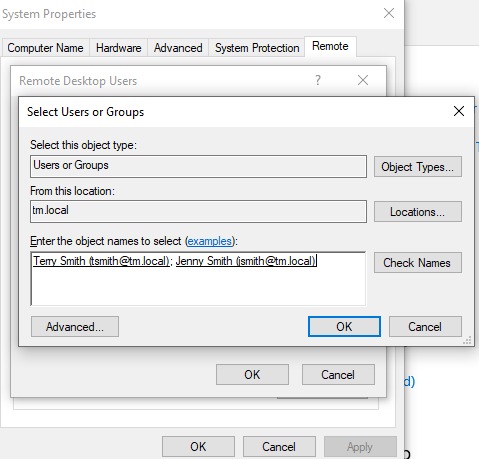 System Properties
Computer Name Hardware Advanced System Protection Remote
Remote Desktop Users ?
Select Users or Groups
Select this object type:
Users or Groups
Object Types...
From this location:
tm.local
Locations...
Enter the object names to select (examples):
Terry Smith (tsmith@tm.local); Jenny Smith (jsmith@tm.local)
Check Names
Advanced...
OK
Cancel
OK
Cancel
d)
OK
Cancel
Apply